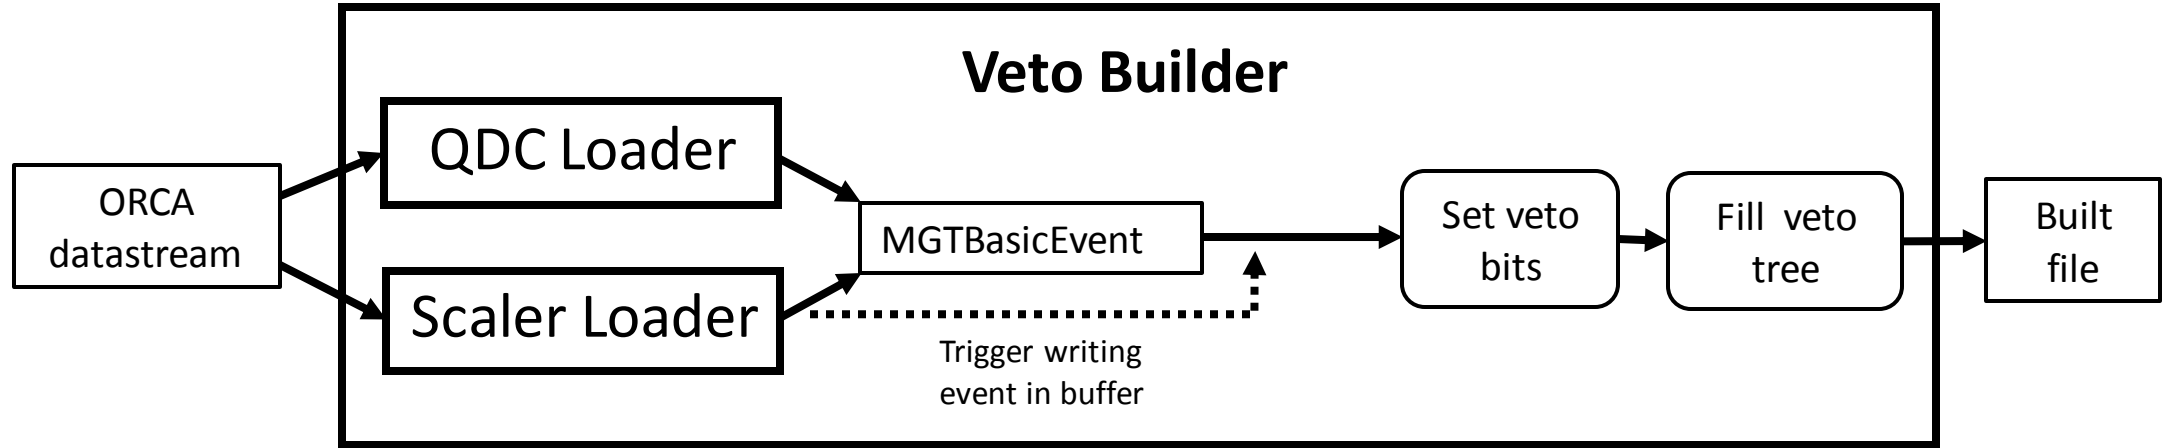 Veto Builder
ORCA
datastream
QDC Loader
Scaler Loader
MGTBasicEvent
Trigger writing
event in buffer
Set veto
bits
Fill veto
tree
Built
file